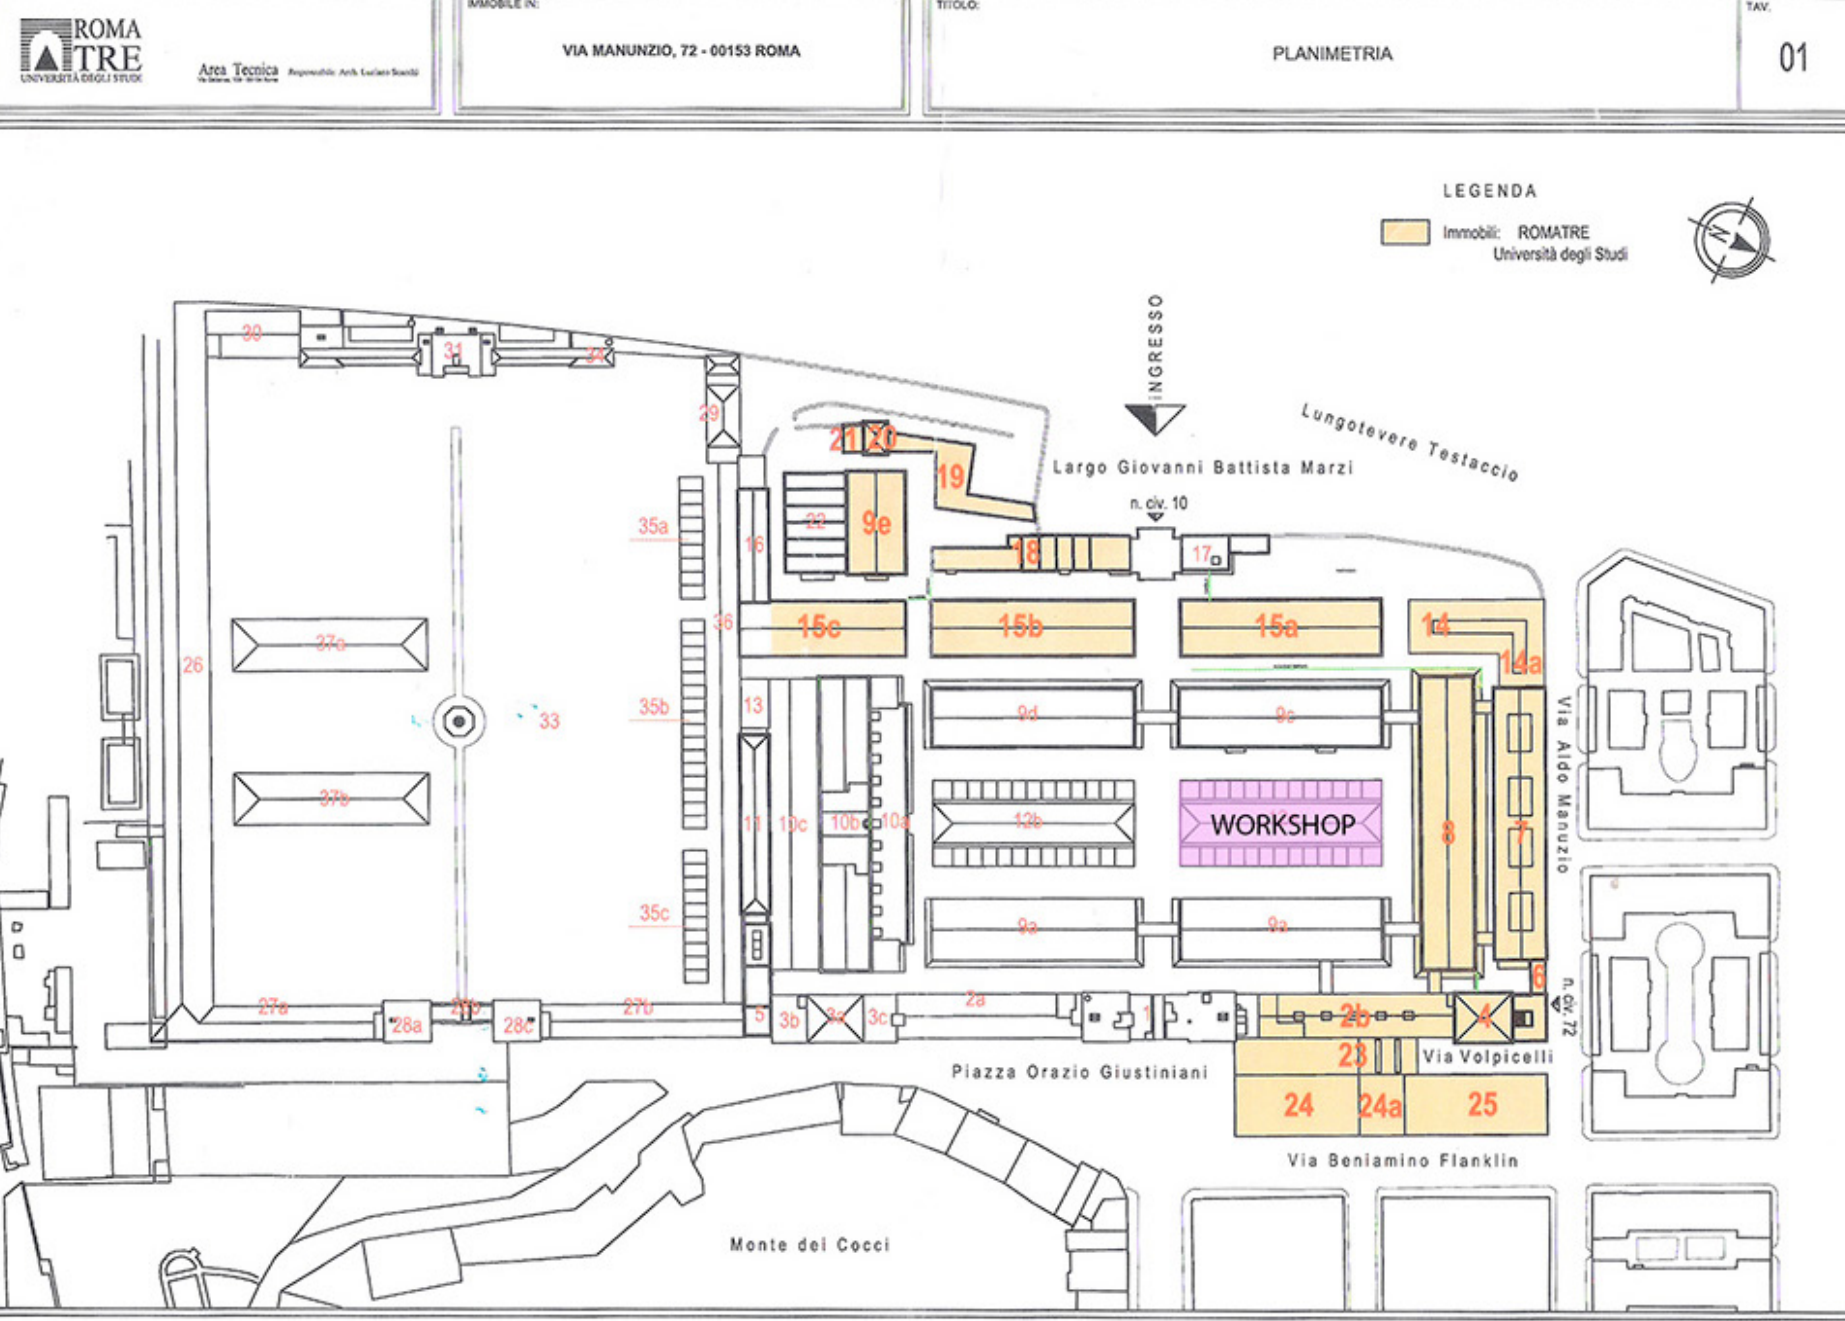 ROMA
TRE
UNIVERSITÀ DEGLI STUDI
Area Tecnica
IMMOBILE IN:
VIA MANUNZIO, 72 - 00153 ROMA
TITOLO:
PLANIMETRIA
TAV.
01
LEGENDA
Immobili: ROMATRE
Università degli Studi
N
INGRESSO
Lungotevere Testaccio
Largo Giovanni Battista Marzi
n. civ. 10
30
31
34
29
21
20
19
35a
16
22
9e
18
17
36
15c
15b
15a
14
14a
26
37a
33
35b
13
9d
9c
Via Aldo Manuzio
37b
11
10c
10b
10a
12b
WORKSHOP
8
7
35c
9a
9a
6
n. civ. 72
27a
28a
28b
28c
27b
5
3b
3a
3c
2a
1
2b
4
23
Via Volpicelli
Piazza Orazio Giustiniani
24
24a
25
Via Beniamino Flanklin
Monte dei Cocci